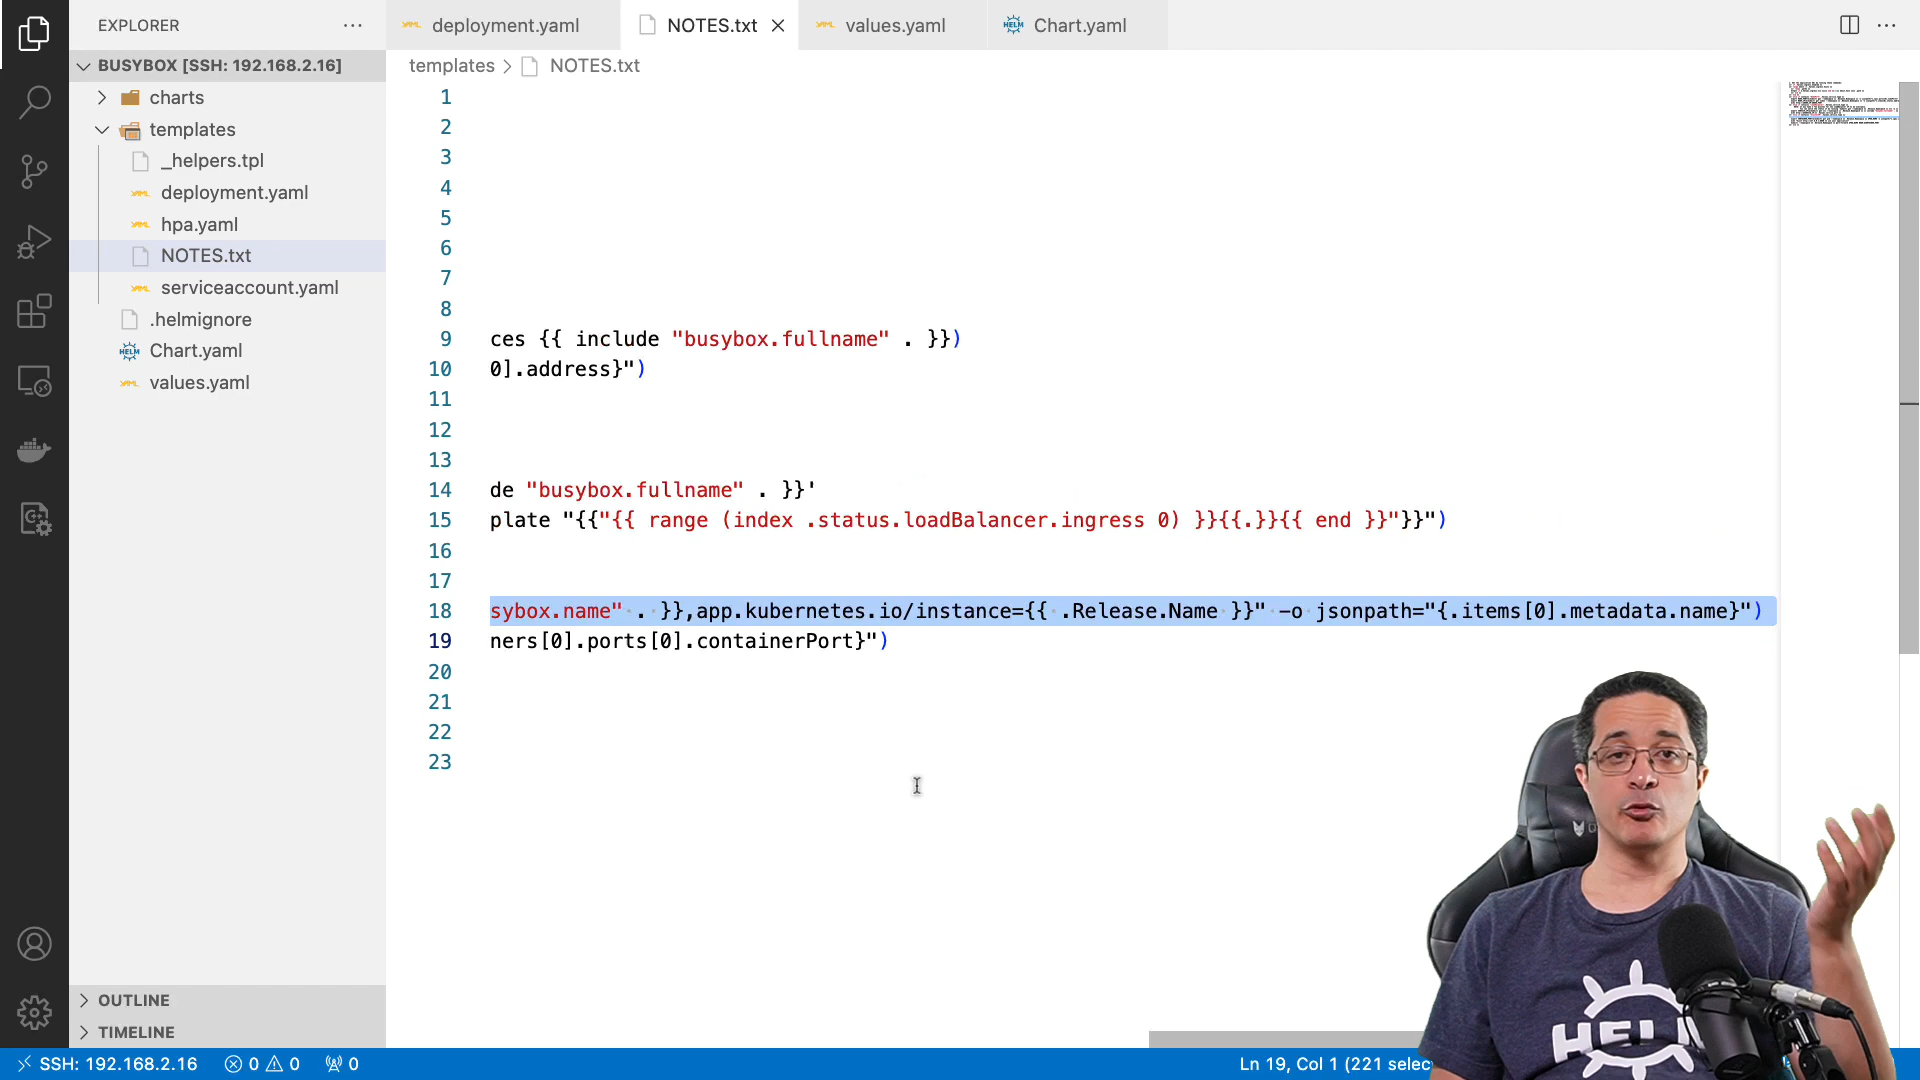 EXPLORER
deployment.yaml
NOTES.txt
values.yaml
HELM Chart.yaml
BUSYBOX [SSH: 192.168.2.16]
templates > NOTES.txt
charts
templates
_helpers.tpl
deployment.yaml
hpa.yaml
NOTES.txt
serviceaccount.yaml
.helmignore
HELM Chart.yaml
values.yaml
1
2
3
4
5
6
7
8
9 ces {{ include "busybox.fullname" . }})
10 0].address}")
11
12
13
14 de "busybox.fullname" . }}'
15 plate "{{"{{ range (index .status.loadBalancer.ingress 0) }}{{.}}{{ end }}"}}")
16
17
18 sybox.name" . }},app.kubernetes.io/instance={{ .Release.Name }}" -o jsonpath="{.items[0].metadata.name}")
19 ners[0].ports[0].containerPort}")
20
21
22
23
OUTLINE
TIMELINE
SSH: 192.168.2.16
0 0
0
Ln 19, Col 1 (221 selec
HELM